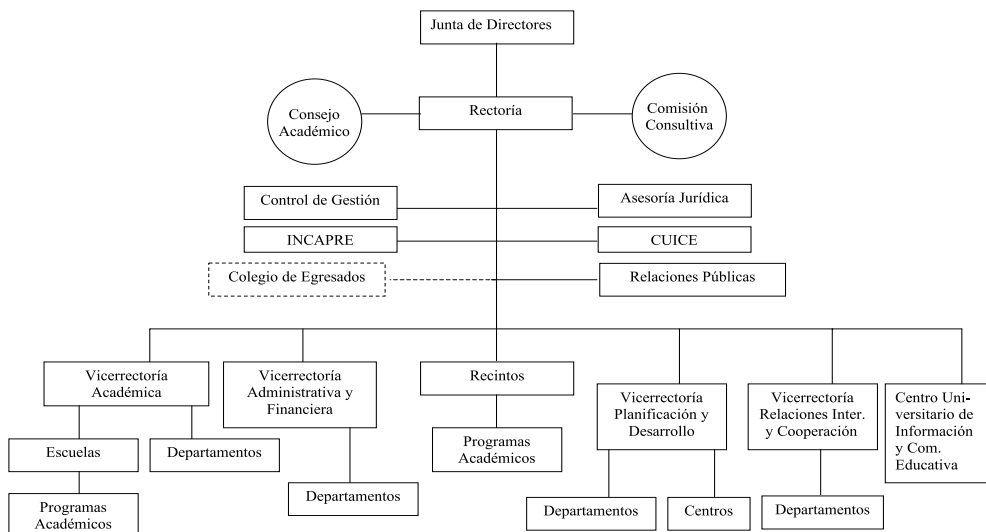 Junta de Directores
Consejo
Académico
Rectoría
Comisión
Consultiva
Control de Gestión
Asesoría Jurídica
INCAPRE
CUICE
Colegio de Egresados
Relaciones Públicas
Vicerrectoría
Académica
Vicerrectoría
Administrativa y
Financiera
Recintos
Vicerrectoría
Planificación y
Desarrollo
Vicerrectoría
Relaciones Inter.
y Cooperación
Centro Uni-
versitario de
Información
y Com.
Educativa
Escuelas
Departamentos
Programas
Académicos
Programas
Académicos
Departamentos
Departamentos
Centros
Departamentos